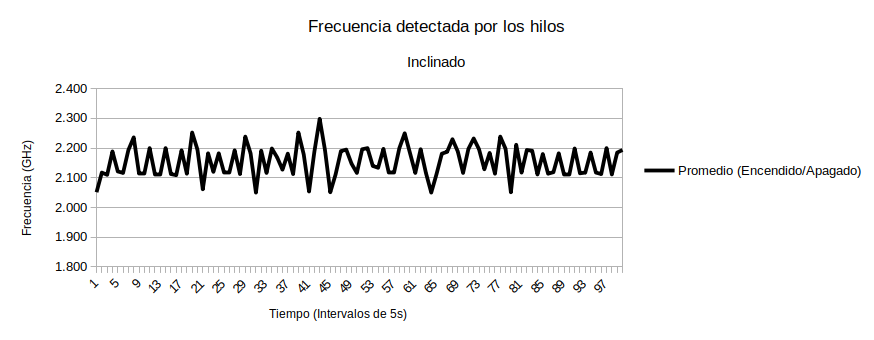 Frecuencia detectada por los hilos
Inclinado
2.400
2.300
2.200
2.100
2.000
1.900
1.800
Frecuencia (GHz)
1 5 9 13 17 21 25 29 33 37 41 45 49 53 57 61 65 69 73 77 81 85 89 93 97
Tiempo (Intervalos de 5s)
Promedio (Encendido/Apagado)